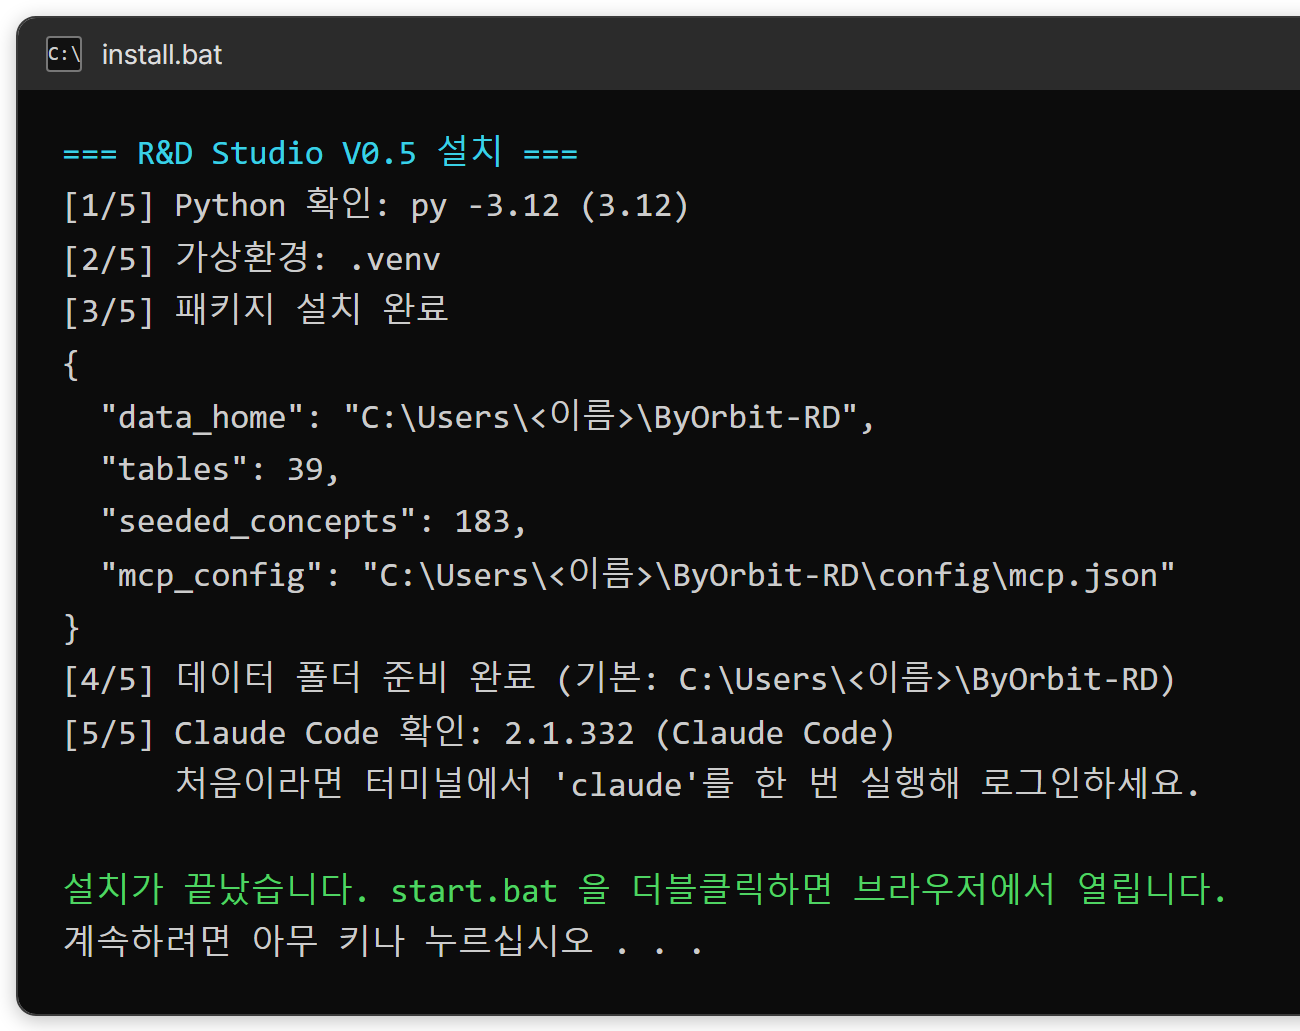 C:\ install.bat
=== R&D Studio V0.5 설치 ===
[1/5] Python 확인: py -3.12 (3.12)
[2/5] 가상환경: .venv
[3/5] 패키지 설치 완료
{
  "data_home": "C:\Users\<이름>\ByOrbit-RD",
  "tables": 39,
  "seeded_concepts": 183,
  "mcp_config": "C:\Users\<이름>\ByOrbit-RD\config\mcp.json"
}
[4/5] 데이터 폴더 준비 완료 (기본: C:\Users\<이름>\ByOrbit-RD)
[5/5] Claude Code 확인: 2.1.332 (Claude Code)
      처음이라면 터미널에서 'claude'를 한 번 실행해 로그인하세요.
설치가 끝났습니다. start.bat 을 더블클릭하면 브라우저에서 열립니다.
계속하려면 아무 키나 누르십시오 . . .